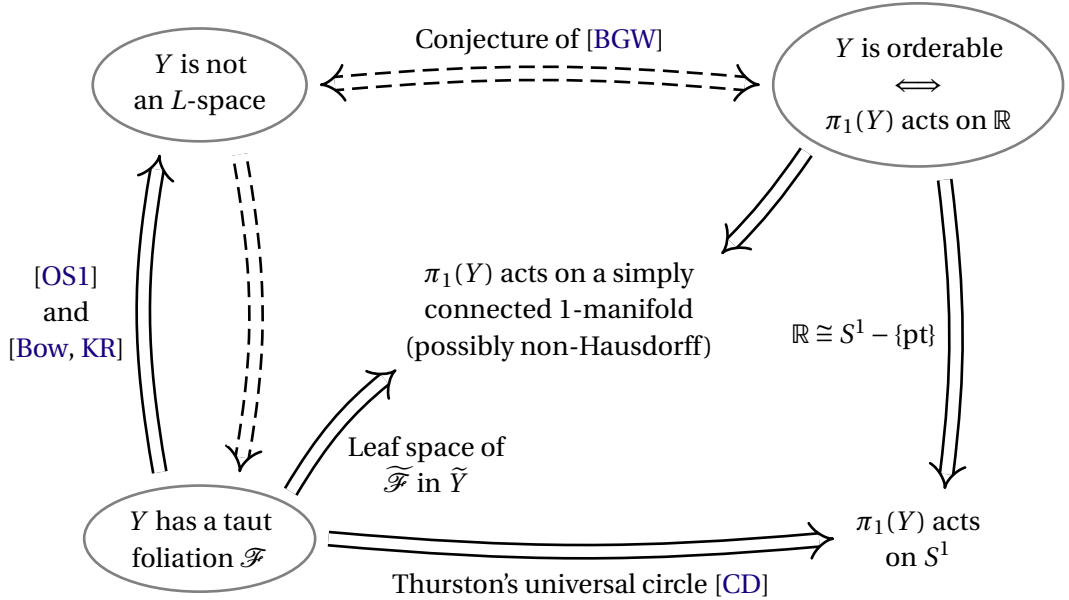 Conjecture of [BGW]
Y is not
an L-space
Y is orderable
⟺
π₁(Y) acts on ℝ
[OS1]
and
[Bow, KR]
π₁(Y) acts on a simply
connected 1-manifold
(possibly non-Hausdorff)
ℝ ≅ S¹ − {pt}
Leaf space of
ℱ̃ in Ỹ
Y has a taut
foliation ℱ
π₁(Y) acts
on S¹
Thurston's universal circle [CD]